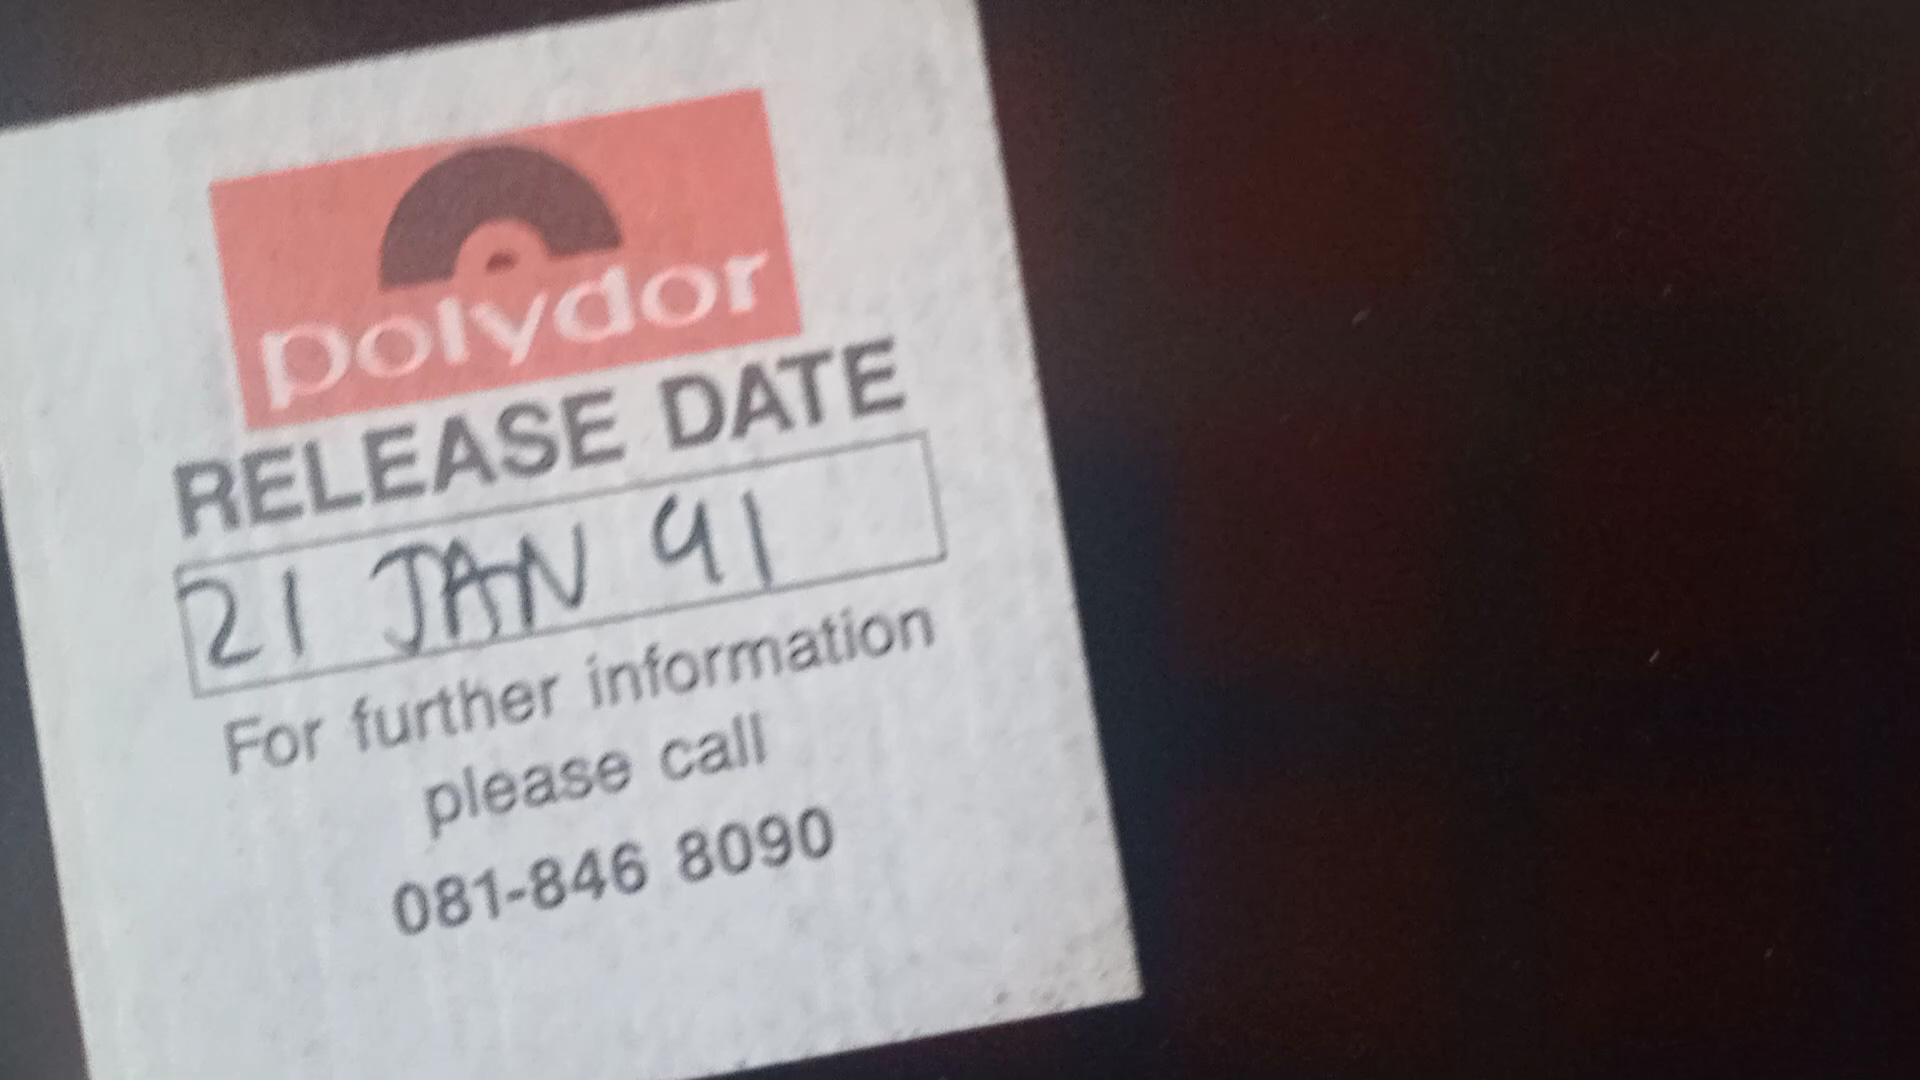 polydor
RELEASE DATE
21 JAN 91
For further information
please call
081-846 8090